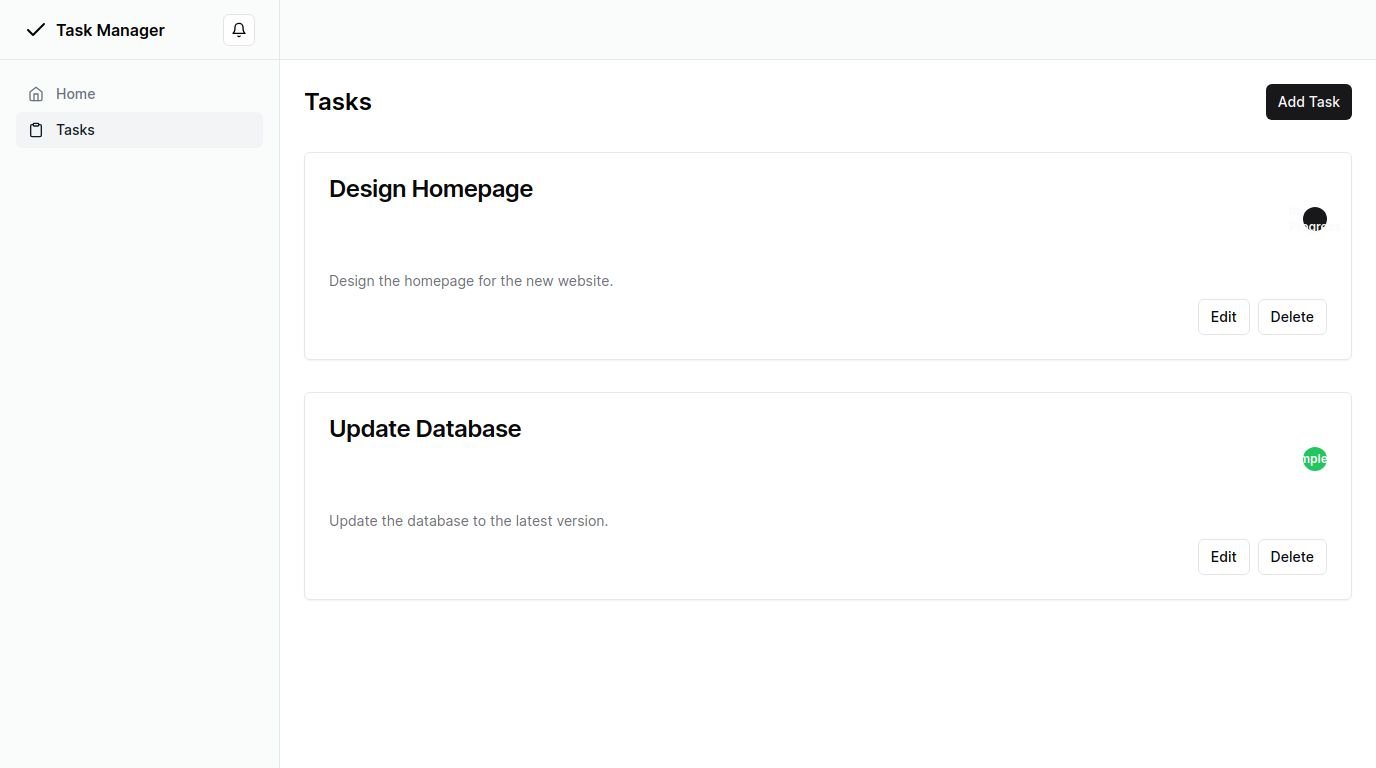 Task Manager
Home
Tasks
Tasks
Add Task
Design Homepage
Design the homepage for the new website.
Edit
Delete
Update Database
mple
Update the database to the latest version.
Edit
Delete